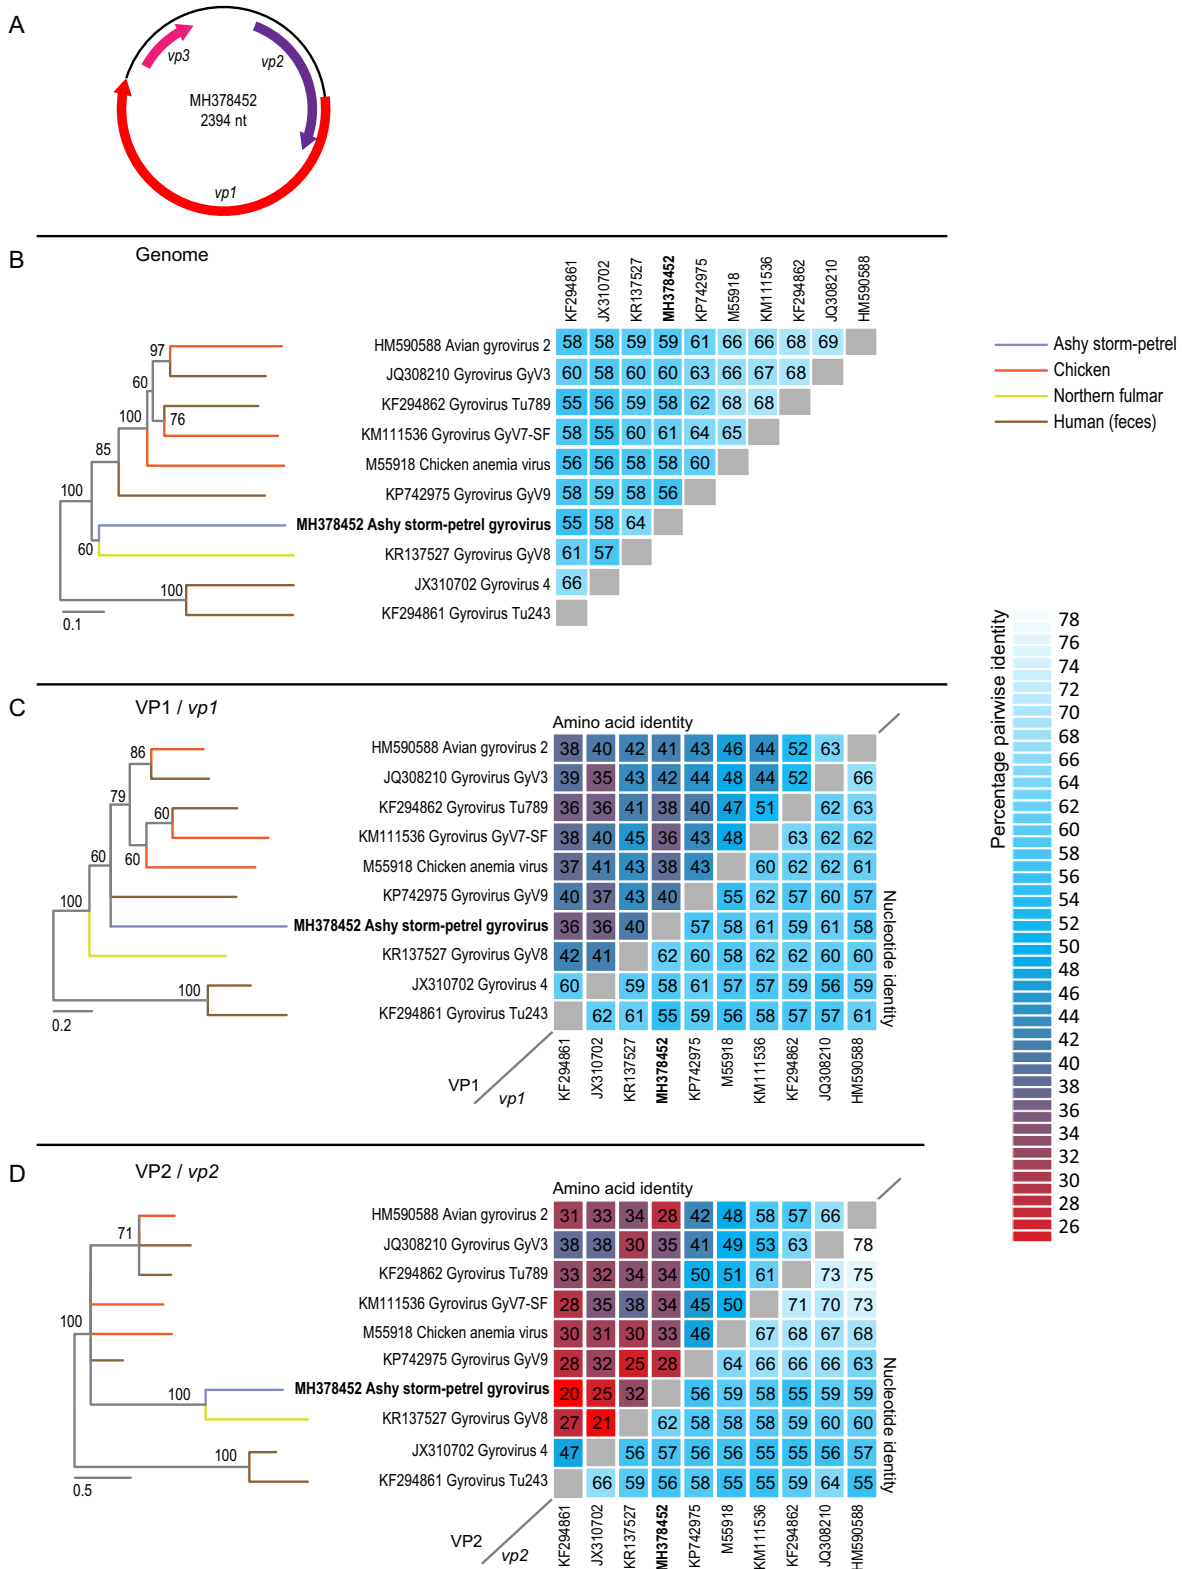 A
vp3
vp2
MH378452
2394 nt
vp1
B
Genome
KF294861 JX310702 KR137527 MH378452 KP742975 M55918 KM111536 KF294862 JQ308210 HM590588
HM590588 Avian gyrovirus 2 58 58 59 59 61 66 66 68 69
JQ308210 Gyrovirus GyV3 60 58 60 60 63 66 67 68
KF294862 Gyrovirus Tu789 55 56 59 58 62 68 68
KM111536 Gyrovirus GyV7-SF 58 55 60 61 64 65
M55918 Chicken anemia virus 56 56 58 58 60
KP742975 Gyrovirus GyV9 58 59 58 56
MH378452 Ashy storm-petrel gyrovirus 55 58 64
KR137527 Gyrovirus GyV8 61 57
JX310702 Gyrovirus 4 66
KF294861 Gyrovirus Tu243
97
60
76
100
85
100
60
100
0.1
Ashy storm-petrel
Chicken
Northern fulmar
Human (feces)
Percentage pairwise identity
78
76
74
72
70
68
66
64
62
60
58
56
54
52
50
48
46
44
42
40
38
36
34
32
30
28
26
C
VP1 / vp1
Amino acid identity
HM590588 Avian gyrovirus 2 38 40 42 41 43 46 44 52 63
JQ308210 Gyrovirus GyV3 39 35 43 42 44 48 44 52 66
KF294862 Gyrovirus Tu789 36 36 41 38 40 47 51 62 63
KM111536 Gyrovirus GyV7-SF 38 40 45 36 43 48 63 62 62
M55918 Chicken anemia virus 37 41 43 38 43 60 62 62 61
KP742975 Gyrovirus GyV9 40 37 43 40 55 62 57 60 57
MH378452 Ashy storm-petrel gyrovirus 36 36 40 57 58 61 59 61 58
KR137527 Gyrovirus GyV8 42 41 62 60 58 62 62 60 60
JX310702 Gyrovirus 4 60 59 58 61 57 57 59 56 59
KF294861 Gyrovirus Tu243 62 61 55 59 56 58 57 57 61
Nucleotide identity
VP1
vp1
KF294861 JX310702 KR137527 MH378452 KP742975 M55918 KM111536 KF294862 JQ308210 HM590588
86
79
60
60
60
100
100
0.2
D
VP2 / vp2
Amino acid identity
HM590588 Avian gyrovirus 2 31 33 34 28 42 48 58 57 66
JQ308210 Gyrovirus GyV3 38 38 30 35 41 49 53 63 78
KF294862 Gyrovirus Tu789 33 32 34 34 50 51 61 73 75
KM111536 Gyrovirus GyV7-SF 28 35 38 34 45 50 71 70 73
M55918 Chicken anemia virus 30 31 30 33 46 67 68 67 68
KP742975 Gyrovirus GyV9 28 32 25 28 64 66 66 66 63
MH378452 Ashy storm-petrel gyrovirus 20 25 32 56 59 58 55 59 59
KR137527 Gyrovirus GyV8 27 21 62 58 58 58 59 60 60
JX310702 Gyrovirus 4 47 56 57 56 56 55 55 56 57
KF294861 Gyrovirus Tu243 66 59 56 58 55 55 59 64 55
Nucleotide identity
VP2
vp2
KF294861 JX310702 KR137527 MH378452 KP742975 M55918 KM111536 KF294862 JQ308210 HM590588
71
100
100
100
0.5